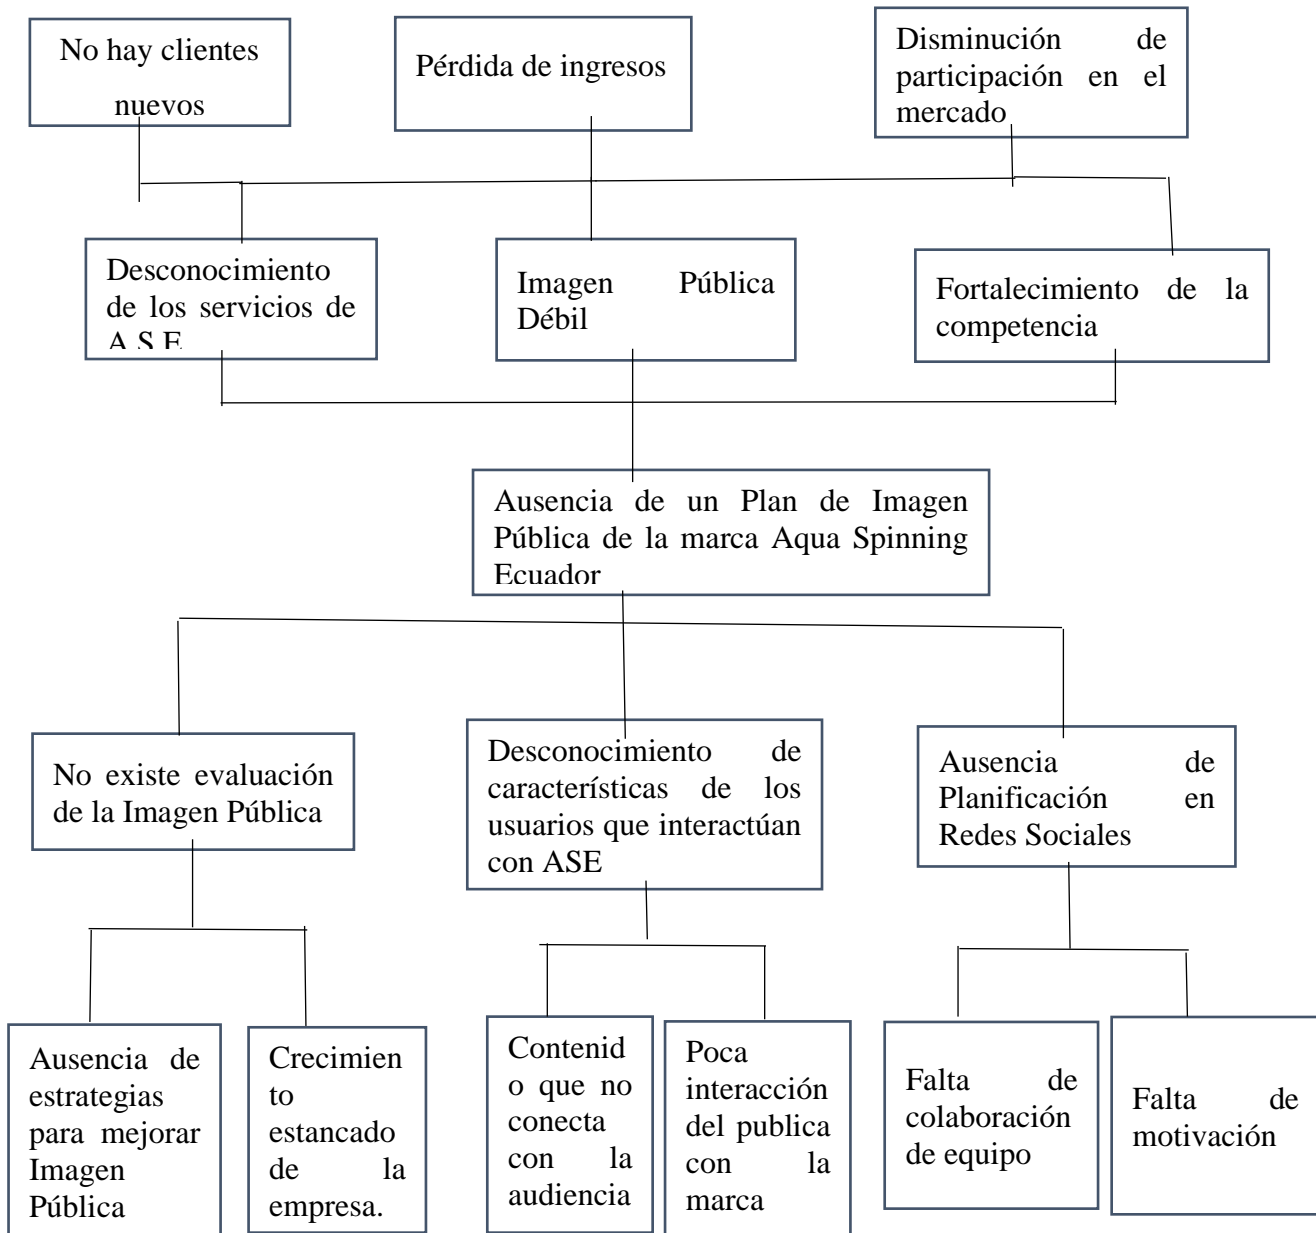 No hay clientes
nuevos
Pérdida de ingresos
Disminución de
participación en el
mercado
Desconocimiento
de los servicios de
A.S.E.
Imagen Pública
Débil
Fortalecimiento de la
competencia
Ausencia de un Plan de Imagen
Pública de la marca Aqua Spinning
Ecuador
No existe evaluación
de la Imagen Pública
Desconocimiento de
características de los
usuarios que interactúan
con ASE
Ausencia de
Planificación en
Redes Sociales
Ausencia de
estrategias
para mejorar
Imagen
Pública
Crecimien
to
estancado
de la
empresa.
Contenid
o que no
conecta
con la
audiencia
Poca
interacción
del publica
con la
marca
Falta de
colaboración
de equipo
Falta de
motivación